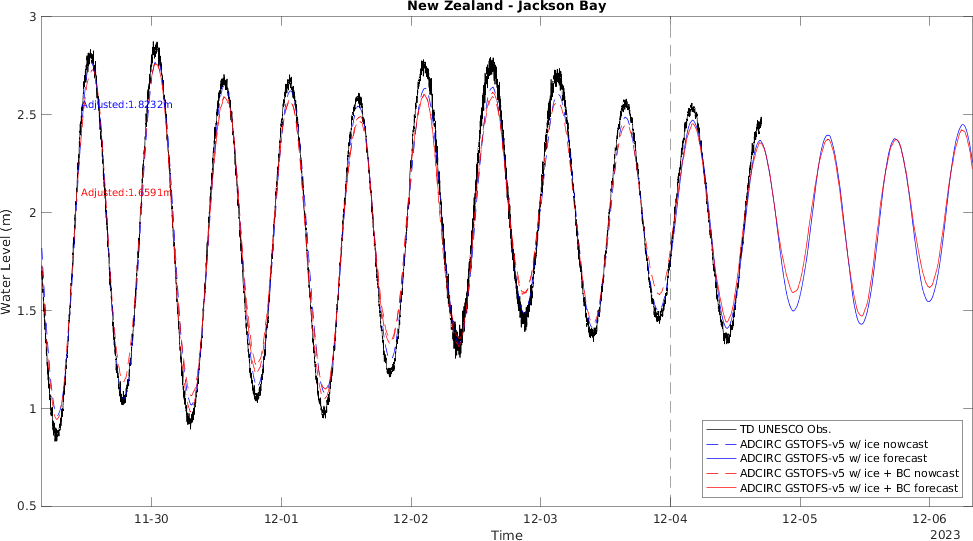 New Zealand - Jackson Bay
Water Level (m)
3
2.5
2
1.5
1
0.5
Adjusted:1.8232m
Adjusted:1.6591m
TD UNESCO Obs.
ADCIRC GSTOFS-v5 w/ ice nowcast
ADCIRC GSTOFS-v5 w/ ice forecast
ADCIRC GSTOFS-v5 w/ ice + BC nowcast
ADCIRC GSTOFS-v5 w/ ice + BC forecast
11-30 12-01 12-02 12-03 12-04 12-05 12-06
Time
2023